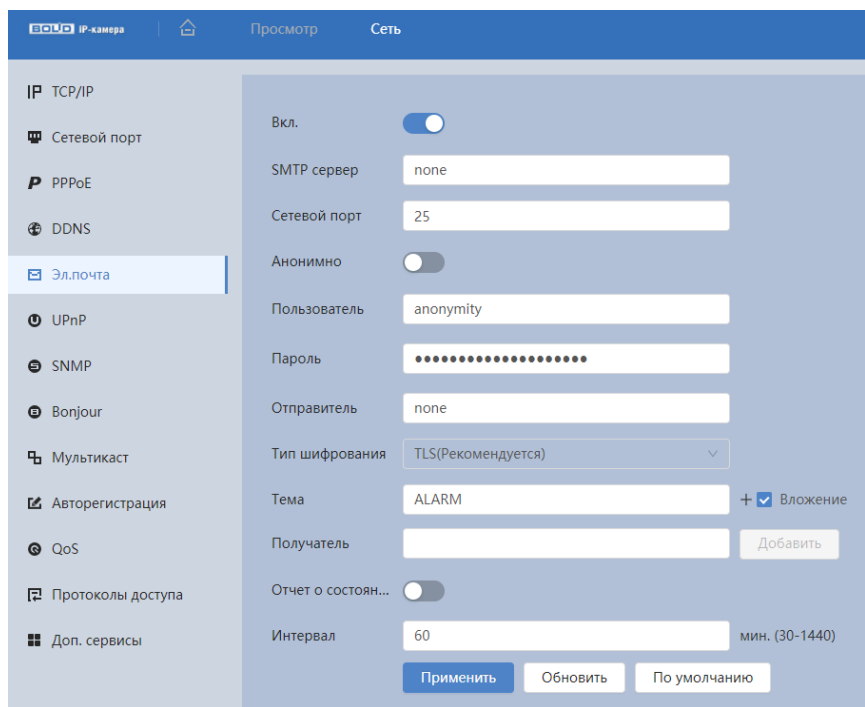 BOLID IP-камера Просмотр Сеть
TCP/IP
Сетевой порт
PPPoE
DDNS
Эл.почта
UPnP
SNMP
Bonjour
Мультикаст
Авторегистрация
QoS
Протоколы доступа
Доп. сервисы
Вкл.
SMTP сервер none
Сетевой порт 25
Анонимно
Пользователь anonymity
Пароль ••••••••••••••••••••
Отправитель none
Тип шифрования TLS(Рекомендуется)
Тема ALARM + Вложение
Получатель Добавить
Отчет о состоян...
Интервал 60 мин. (30-1440)
Применить Обновить По умолчанию